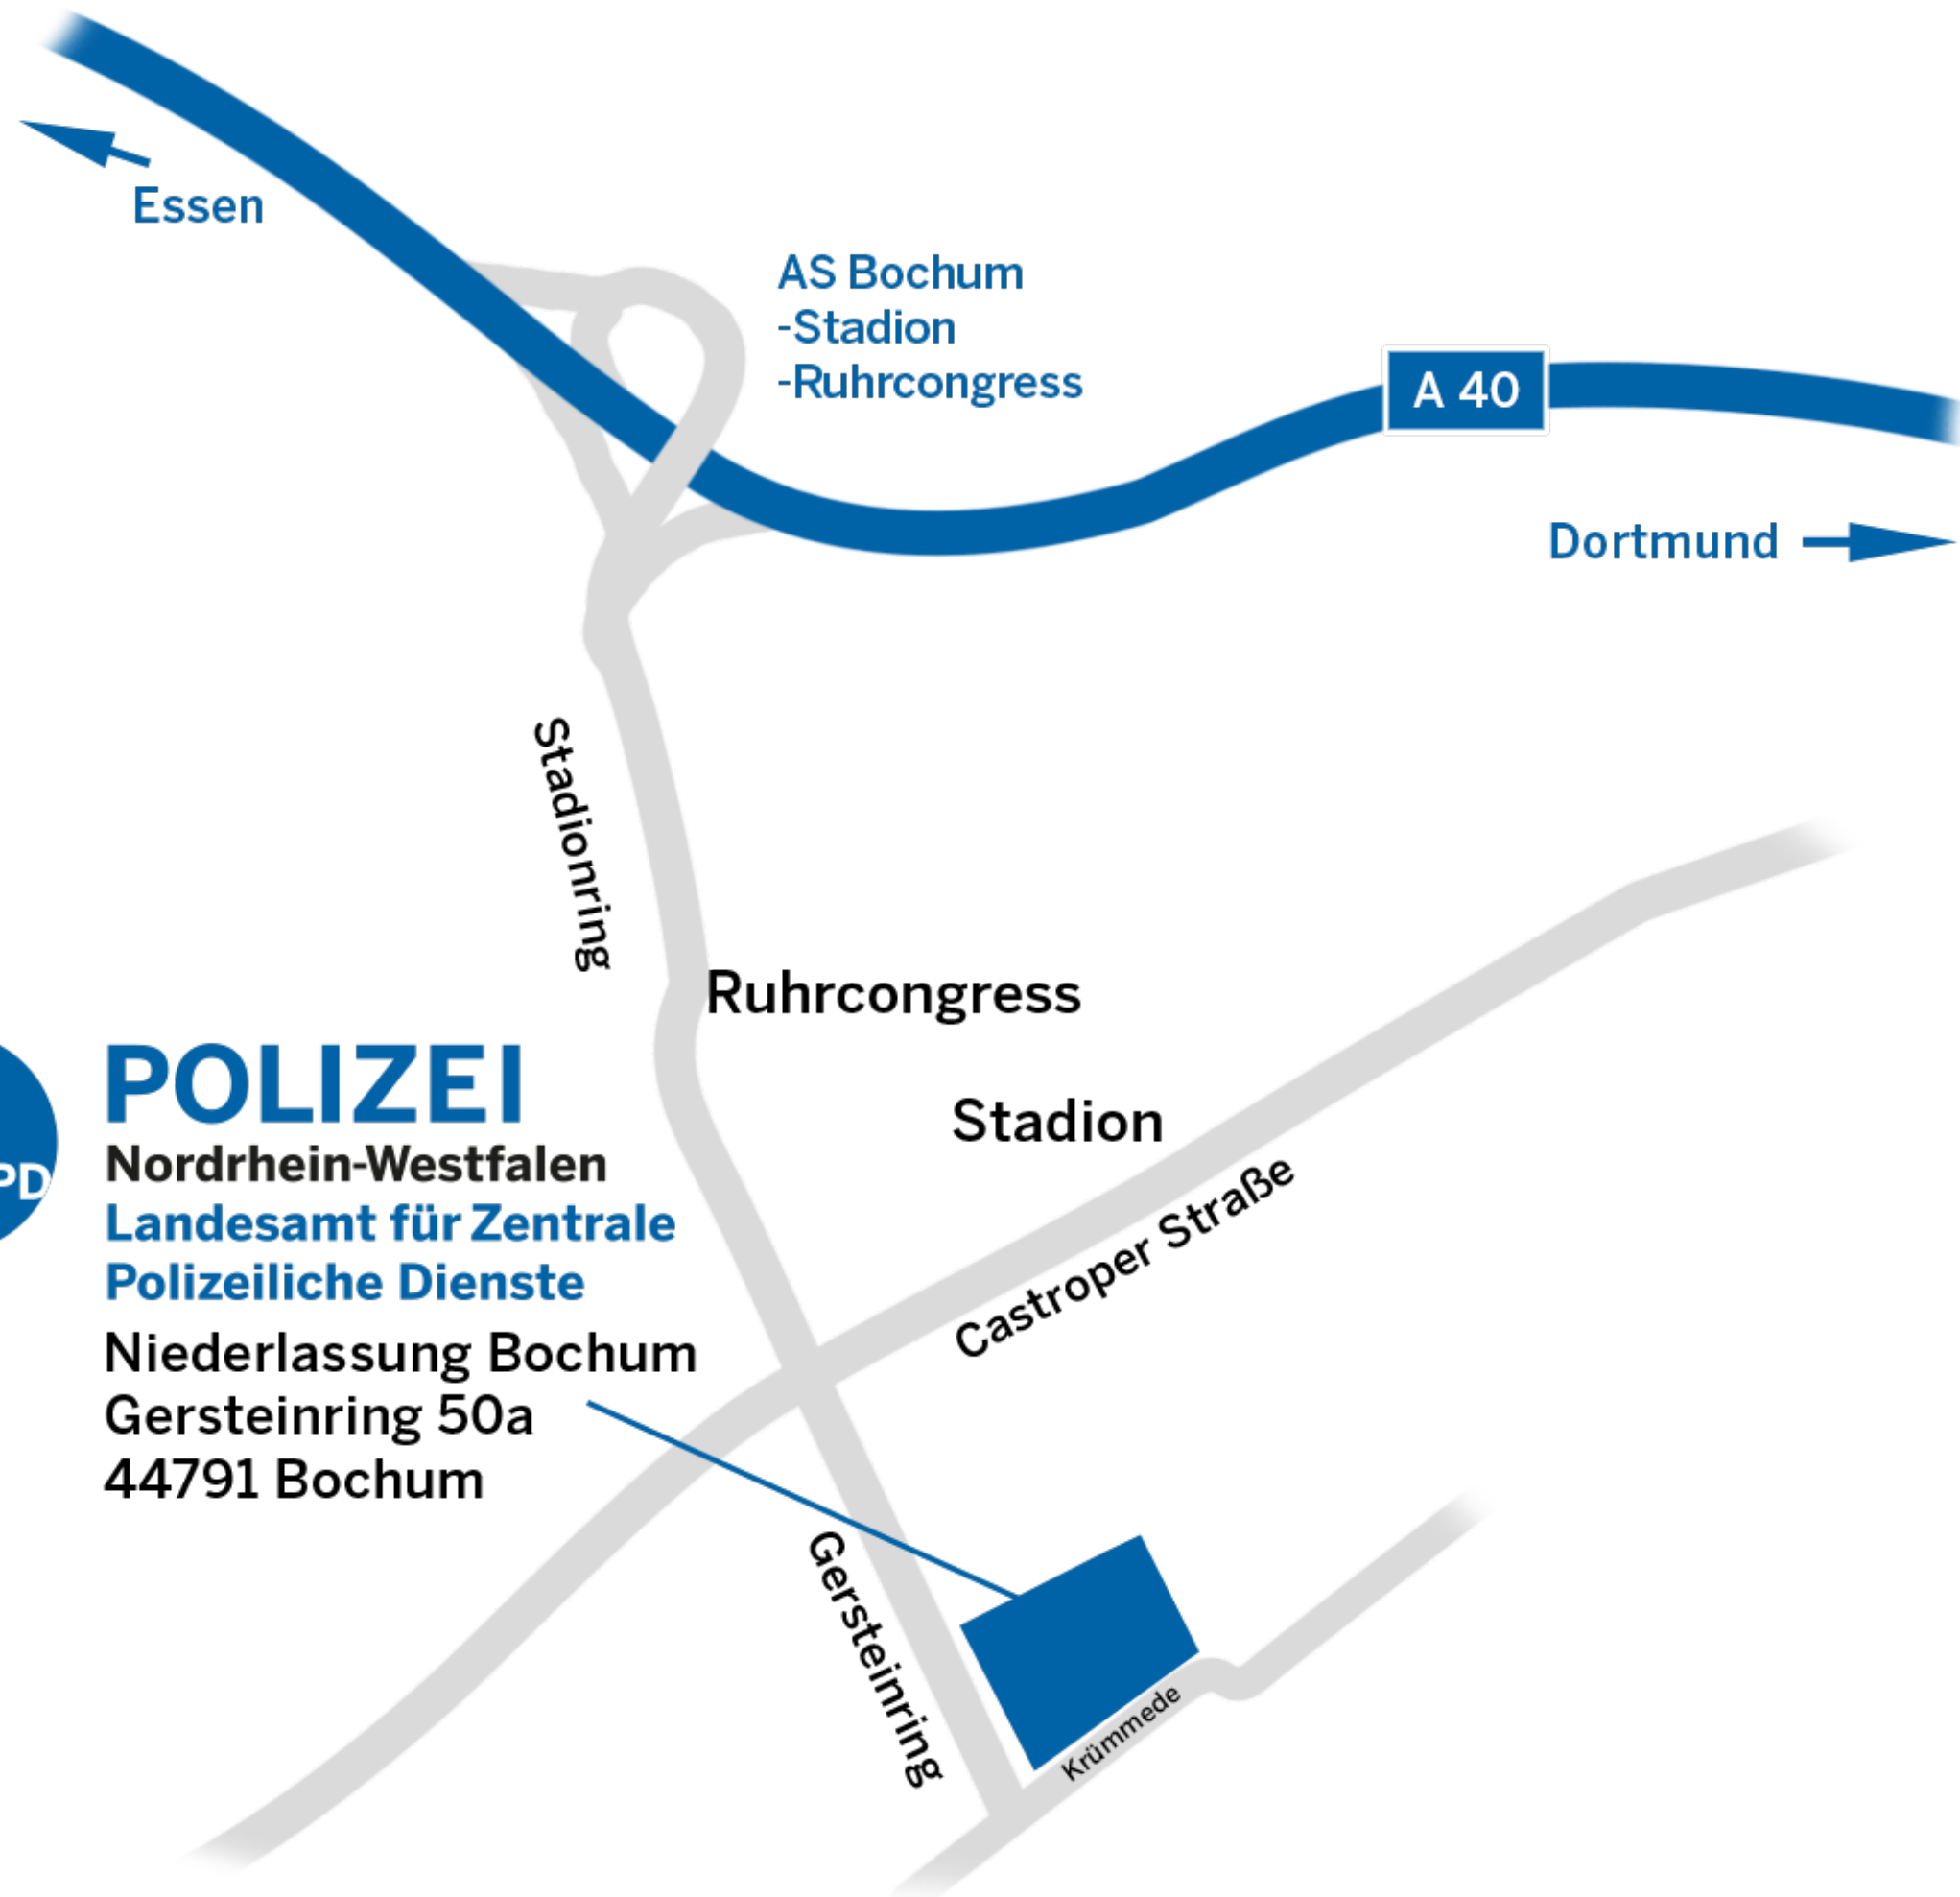 Essen
AS Bochum
-Stadion
-Ruhrcongress
A 40
Dortmund
Stadionring
Ruhrcongress
Stadion
Castroper Straße
PD
POLIZEI
Nordrhein-Westfalen
Landesamt für Zentrale
Polizeiliche Dienste
Niederlassung Bochum
Gersteinring 50a
44791 Bochum
Gersteinring
Krümmede